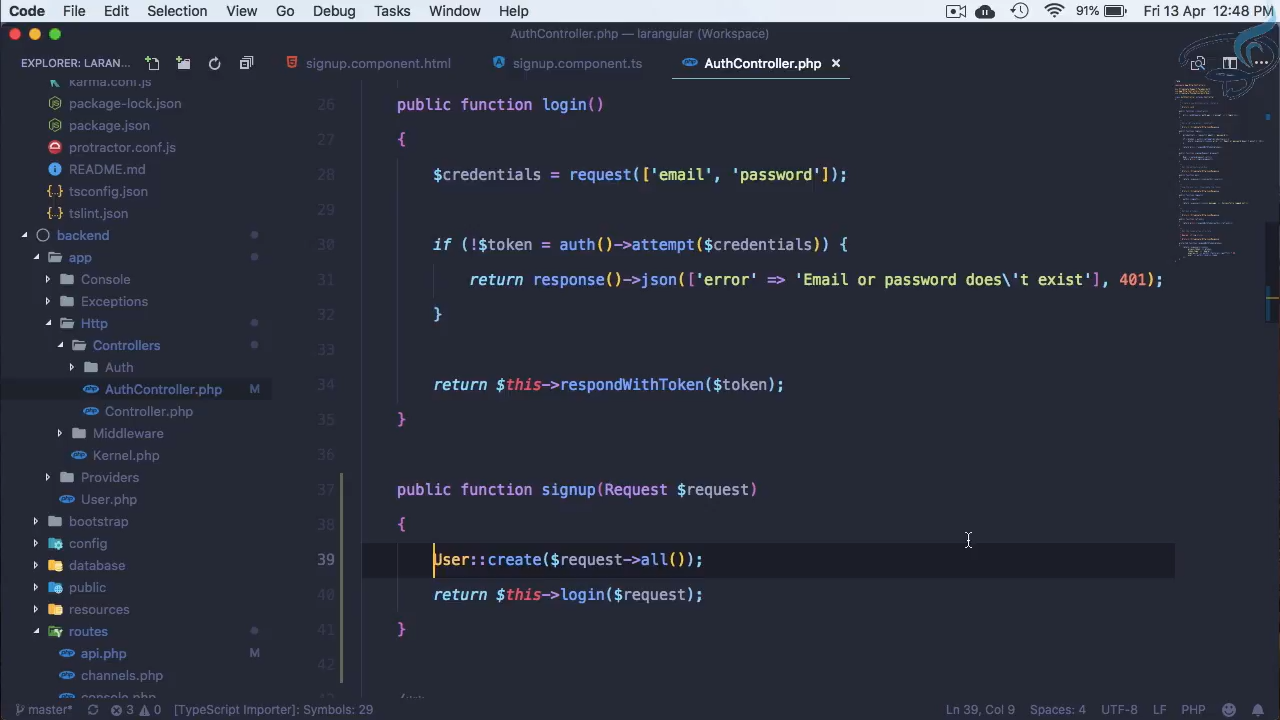 Code File Edit Selection View Go Debug Tasks Window Help 91% Fri 13 Apr 12:48 PM
AuthController.php — larangular (Workspace)
EXPLORER: LARAN… signup.component.html signup.component.ts AuthController.php ×
karma.conf.js
package-lock.json
package.json
protractor.conf.js
README.md
tsconfig.json
tslint.json
backend
app
Console
Exceptions
Http
Controllers
Auth
AuthController.php M
Controller.php
Middleware
Kernel.php
Providers
User.php
bootstrap
config
database
public
resources
routes
api.php M
channels.php
console.php
26 public function login()
27 {
28 $credentials = request(['email', 'password']);
29
30 if (!$token = auth()->attempt($credentials)) {
31 return response()->json(['error' => 'Email or password does\'t exist'], 401);
32 }
33
34 return $this->respondWithToken($token);
35 }
36
37 public function signup(Request $request)
38 {
39 User::create($request->all());
40 return $this->login($request);
41 }
42
43 /**
master* 3 0 [TypeScript Importer]: Symbols: 29 Ln 39, Col 9 Spaces: 4 UTF-8 LF PHP